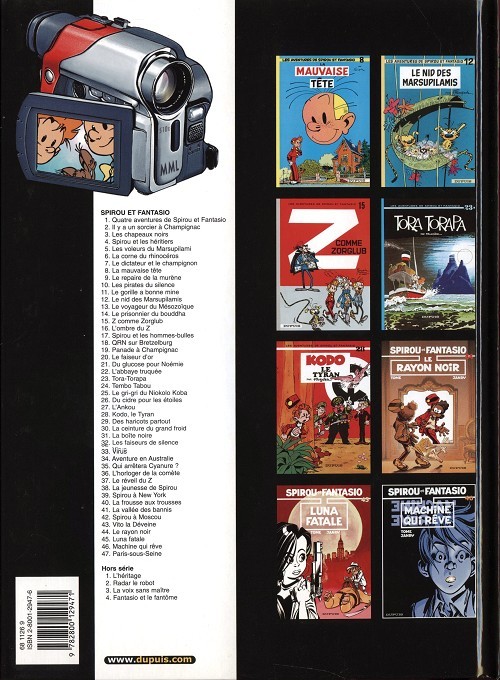 MML
SPIROU ET FANTASIO
1. Quatre aventures de Spirou et Fantasio
2. Il y a un sorcier à Champignac
3. Les chapeaux noirs
4. Spirou et les héritiers
5. Les voleurs du Marsupilami
6. La corne du rhinocéros
7. Le dictateur et le champignon
8. La mauvaise tête
9. Le repaire de la murène
10. Les pirates du silence
11. Le gorille a bonne mine
12. Le nid des Marsupilamis
13. Le voyageur du Mésozoïque
14. Le prisonnier du bouddha
15. Z comme Zorglub
16. L'ombre du Z
17. Spirou et les hommes-bulles
18. QRN sur Bretzelburg
19. Panade à Champignac
20. Le faiseur d'or
21. Du glucose pour Noémie
22. L'abbaye truquée
23. Tora-Torapa
24. Tembo Tabou
25. Le gri-gri du Niokolo Koba
26. Du cidre pour les étoiles
27. L'Ankou
28. Kodo, le Tyran
29. Des haricots partout
30. La ceinture du grand froid
31. La boîte noire
32. Les faiseurs de silence
33. Virus
34. Aventure en Australie
35. Qui arrêtera Cyanure ?
36. L'horloger de la comète
37. Le réveil du Z
38. La jeunesse de Spirou
39. Spirou à New York
40. La frousse aux trousses
41. La vallée des bannis
42. Spirou à Moscou
43. Vito la Déveine
44. Le rayon noir
45. Luna fatale
46. Machine qui rêve
47. Paris-sous-Seine
Hors série
1. L'héritage
2. Radar le robot
3. La voix sans maître
4. Fantasio et le fantôme
www.dupuis.com
68 1126 9
ISBN 2-8001-2947-6
9 782800 129471
LES AVENTURES DE SPIROU ET FANTASIO 8
MAUVAISE
TÊTE
DUPUIS
LES AVENTURES DE SPIROU ET FANTASIO 12
LE NID DES
MARSUPILAMIS
DUPUIS
LES AVENTURES DE SPIROU ET FANTASIO 15
Z
COMME
ZORGLUB
DUPUIS
LES AVENTURES DE SPIROU ET FANTASIO 23
TORA TORAPA
DUPUIS
KODO
LE TYRAN
DUPUIS
SPIROU ET FANTASIO
LE
RAYON NOIR
TOME JANRY
DUPUIS
SPIROU ET FANTASIO
45
LUNA
FATALE
TOME JANRY
DUPUIS
SPIROU ET FANTASIO
MACHINE
QUI RÊVE
TOME
JANRY
DUPUIS